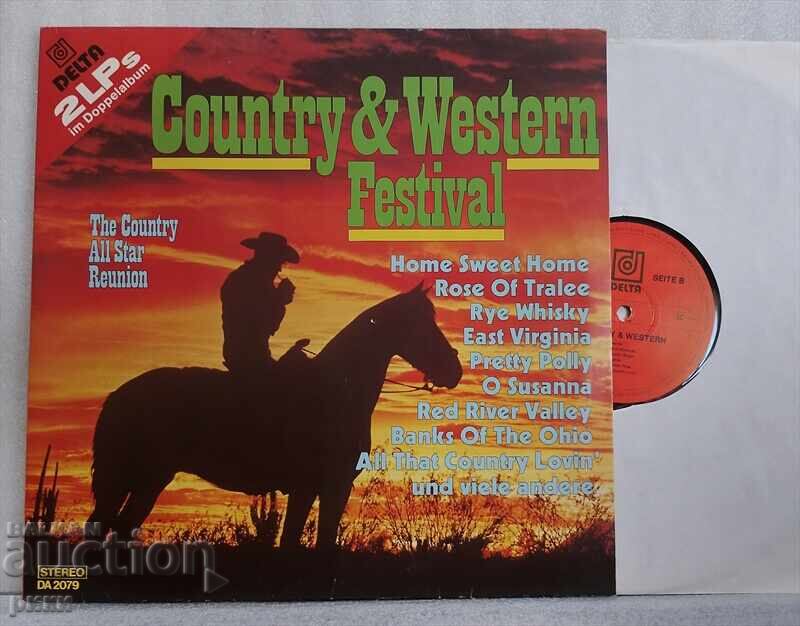 DELTA
2LPs
im Doppelalbum
Country & Western
Festival
The Country
All Star
Reunion
Home Sweet Home
Rose Of Tralee
Rye Whisky
East Virginia
Pretty Polly
O Susanna
Red River Valley
Banks Of The Ohio
All That Country Lovin'
und viele andere
STEREO
DA 2079
DELTA
SEITE B
Y & WESTERN
BALKAN
auction